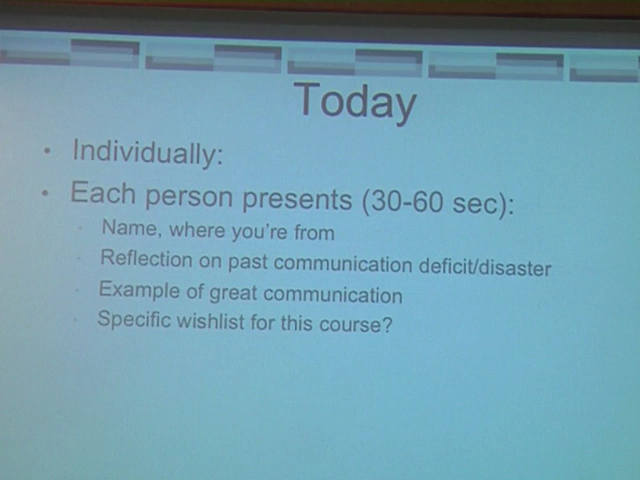 Today
• Individually:
• Each person presents (30-60 sec):
· Name, where you're from
· Reflection on past communication deficit/disaster
· Example of great communication
· Specific wishlist for this course?